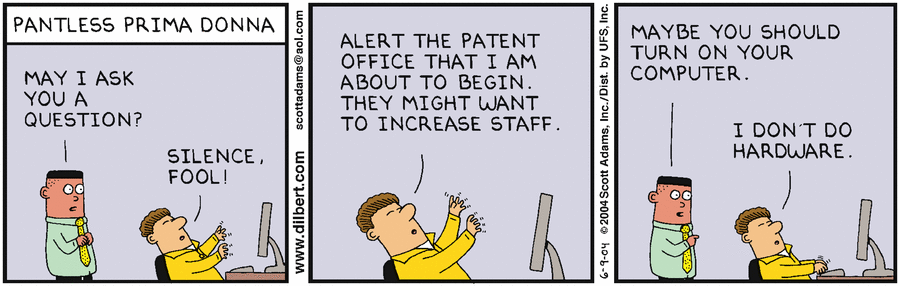 PANTLESS PRIMA DONNA
MAY I ASK
YOU A
QUESTION?
SILENCE,
FOOL!
www.dilbert.com
scottadams@aol.com
ALERT THE PATENT
OFFICE THAT I AM
ABOUT TO BEGIN.
THEY MIGHT WANT
TO INCREASE STAFF.
6-9-04 © 2004 Scott Adams, Inc./Dist. by UFS, Inc.
MAYBE YOU SHOULD
TURN ON YOUR
COMPUTER.
I DON'T DO
HARDWARE.